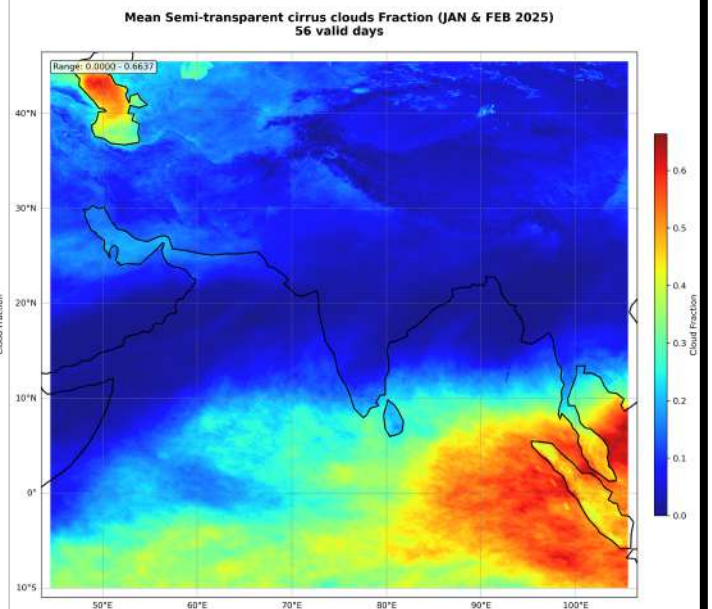 Mean Semi-transparent cirrus clouds Fraction (JAN & FEB 2025)
56 valid days
Range: 0.0000 - 0.6637
40°N
30°N
20°N
10°N
0°
10°S
50°E
60°E
70°E
80°E
90°E
100°E
0.6
0.5
0.4
0.3
0.2
0.1
0.0
Cloud Fraction